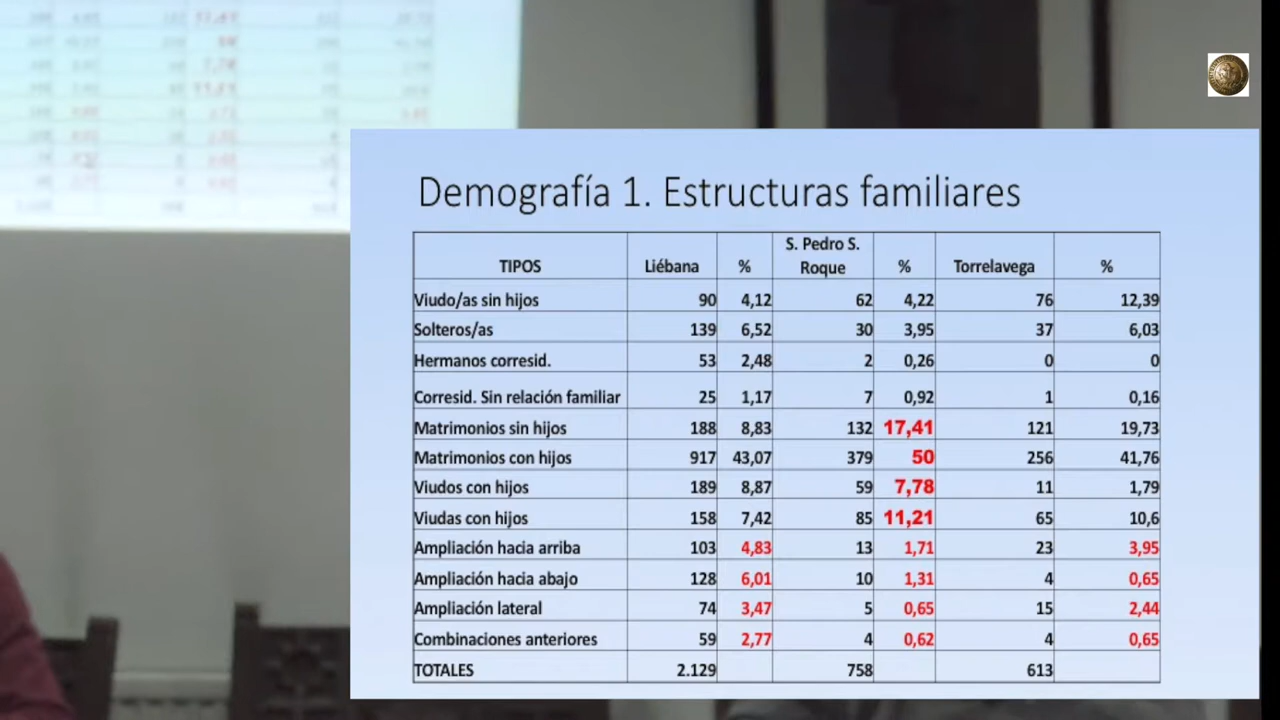 Demografía 1. Estructuras familiares
TIPOS Liébana % S. Pedro S. Roque % Torrelavega %
Viudo/as sin hijos 90 4,12 62 4,22 76 12,39
Solteros/as 139 6,52 30 3,95 37 6,03
Hermanos corresid. 53 2,48 2 0,26 0 0
Corresid. Sin relación familiar 25 1,17 7 0,92 1 0,16
Matrimonios sin hijos 188 8,83 132 17,41 121 19,73
Matrimonios con hijos 917 43,07 379 50 256 41,76
Viudos con hijos 189 8,87 59 7,78 11 1,79
Viudas con hijos 158 7,42 85 11,21 65 10,6
Ampliación hacia arriba 103 4,83 13 1,71 23 3,95
Ampliación hacia abajo 128 6,01 10 1,31 4 0,65
Ampliación lateral 74 3,47 5 0,65 15 2,44
Combinaciones anteriores 59 2,77 4 0,62 4 0,65
TOTALES 2.129 758 613